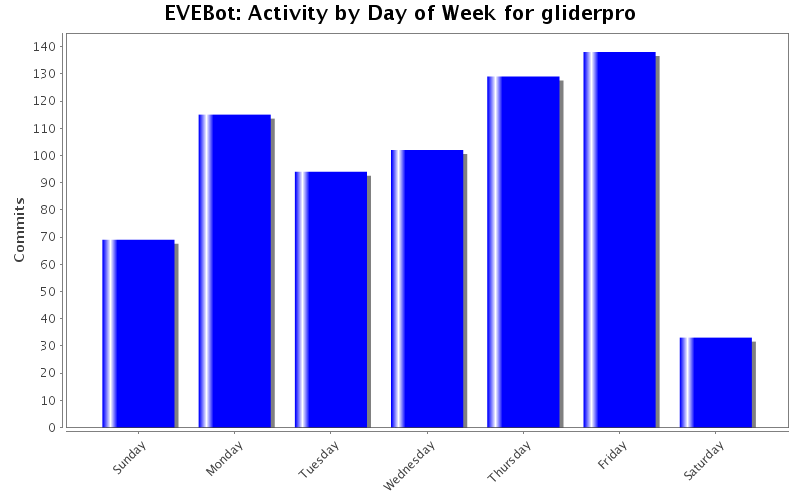 EVEBot: Activity by Day of Week for gliderpro
140
130
120
110
100
90
80
70
60
50
40
30
20
10
0
Commits
Sunday
Monday
Tuesday
Wednesday
Thursday
Friday
Saturday